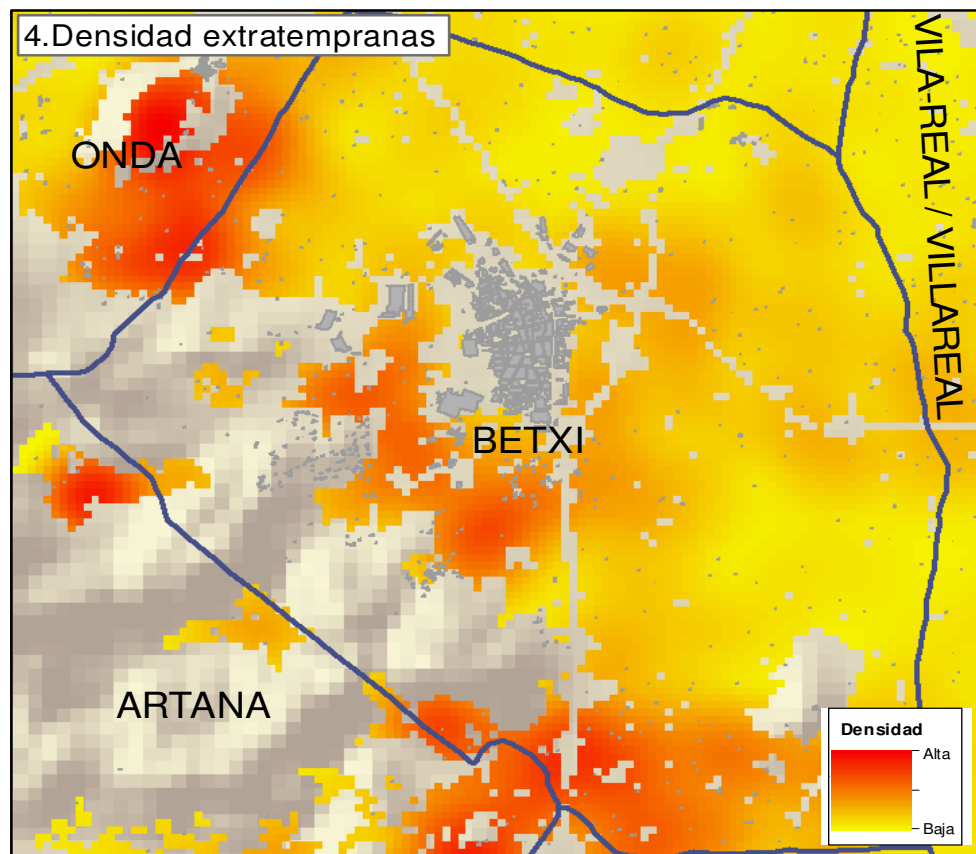 4.Densidad extratempranas
VILA-REAL / VILLAREAL
ONDA
BETXI
ARTANA
Densidad
Alta
Baja